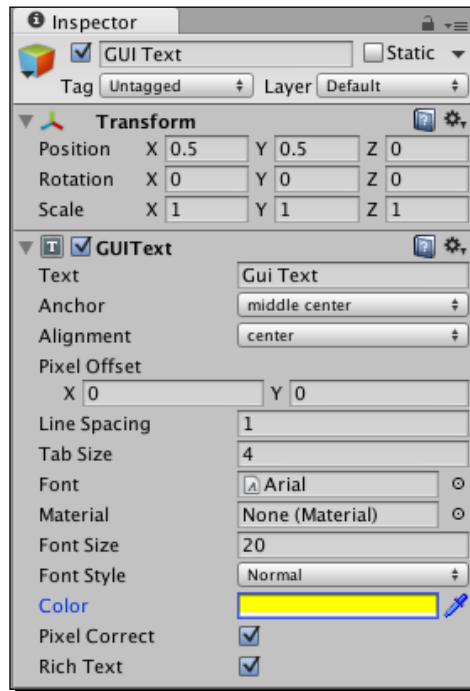 Inspector
GUI Text Static
Tag Untagged Layer Default
Transform
Position X 0.5 Y 0.5 Z 0
Rotation X 0 Y 0 Z 0
Scale X 1 Y 1 Z 1
GUIText
Text Gui Text
Anchor middle center
Alignment center
Pixel Offset
X 0 Y 0
Line Spacing 1
Tab Size 4
Font Arial
Material None (Material)
Font Size 20
Font Style Normal
Color
Pixel Correct
Rich Text